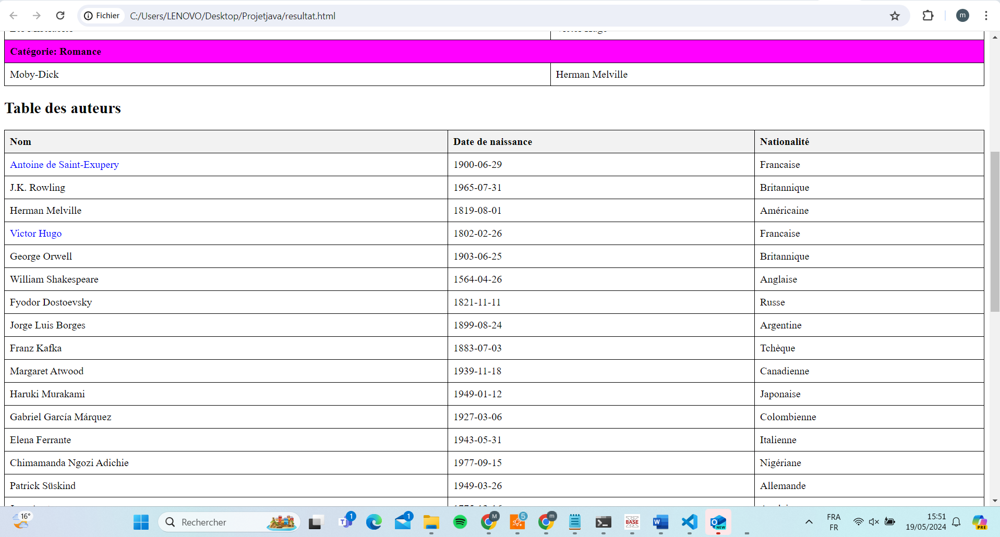 Fichier C:/Users/LENOVO/Desktop/Projetjava/resultat.html m
Catégorie: Romance
Moby-Dick Herman Melville
Table des auteurs
Nom Date de naissance Nationalité
Antoine de Saint-Exupery 1900-06-29 Francaise
J.K. Rowling 1965-07-31 Britannique
Herman Melville 1819-08-01 Américaine
Victor Hugo 1802-02-26 Francaise
George Orwell 1903-06-25 Britannique
William Shakespeare 1564-04-26 Anglaise
Fyodor Dostoevsky 1821-11-11 Russe
Jorge Luis Borges 1899-08-24 Argentine
Franz Kafka 1883-07-03 Tchèque
Margaret Atwood 1939-11-18 Canadienne
Haruki Murakami 1949-01-12 Japonaise
Gabriel García Márquez 1927-03-06 Colombienne
Elena Ferrante 1943-05-31 Italienne
Chimamanda Ngozi Adichie 1977-09-15 Nigériane
Patrick Süskind 1949-03-26 Allemande
16° Rechercher 1 1 M 5 m BASE W NEW FRA 15:51 PRE
FR 19/05/2024